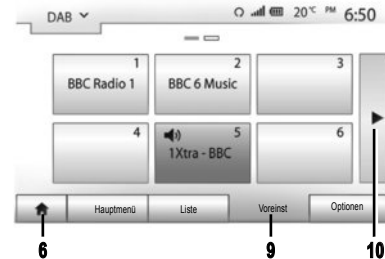 DAB 20°C PM 6:50
1 2 3
BBC Radio 1 BBC 6 Music
4 5 6
1Xtra - BBC
Hauptmenü Liste Voreinst Optionen
6 9 10